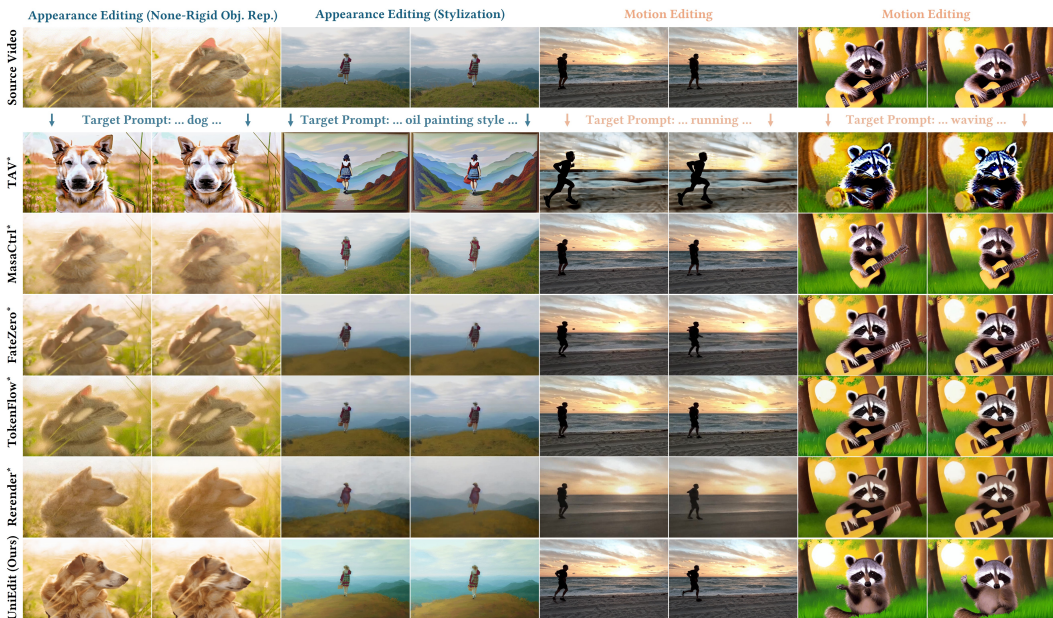 Appearance Editing (None-Rigid Obj. Rep.) Appearance Editing (Stylization) Motion Editing Motion Editing
Source Video
Target Prompt: ... dog ... Target Prompt: ... oil painting style ... Target Prompt: ... running ... Target Prompt: ... waving ...
TAV*
MasaCtrl*
FateZero*
TokenFlow*
Rerender*
UniEdit (Ours)